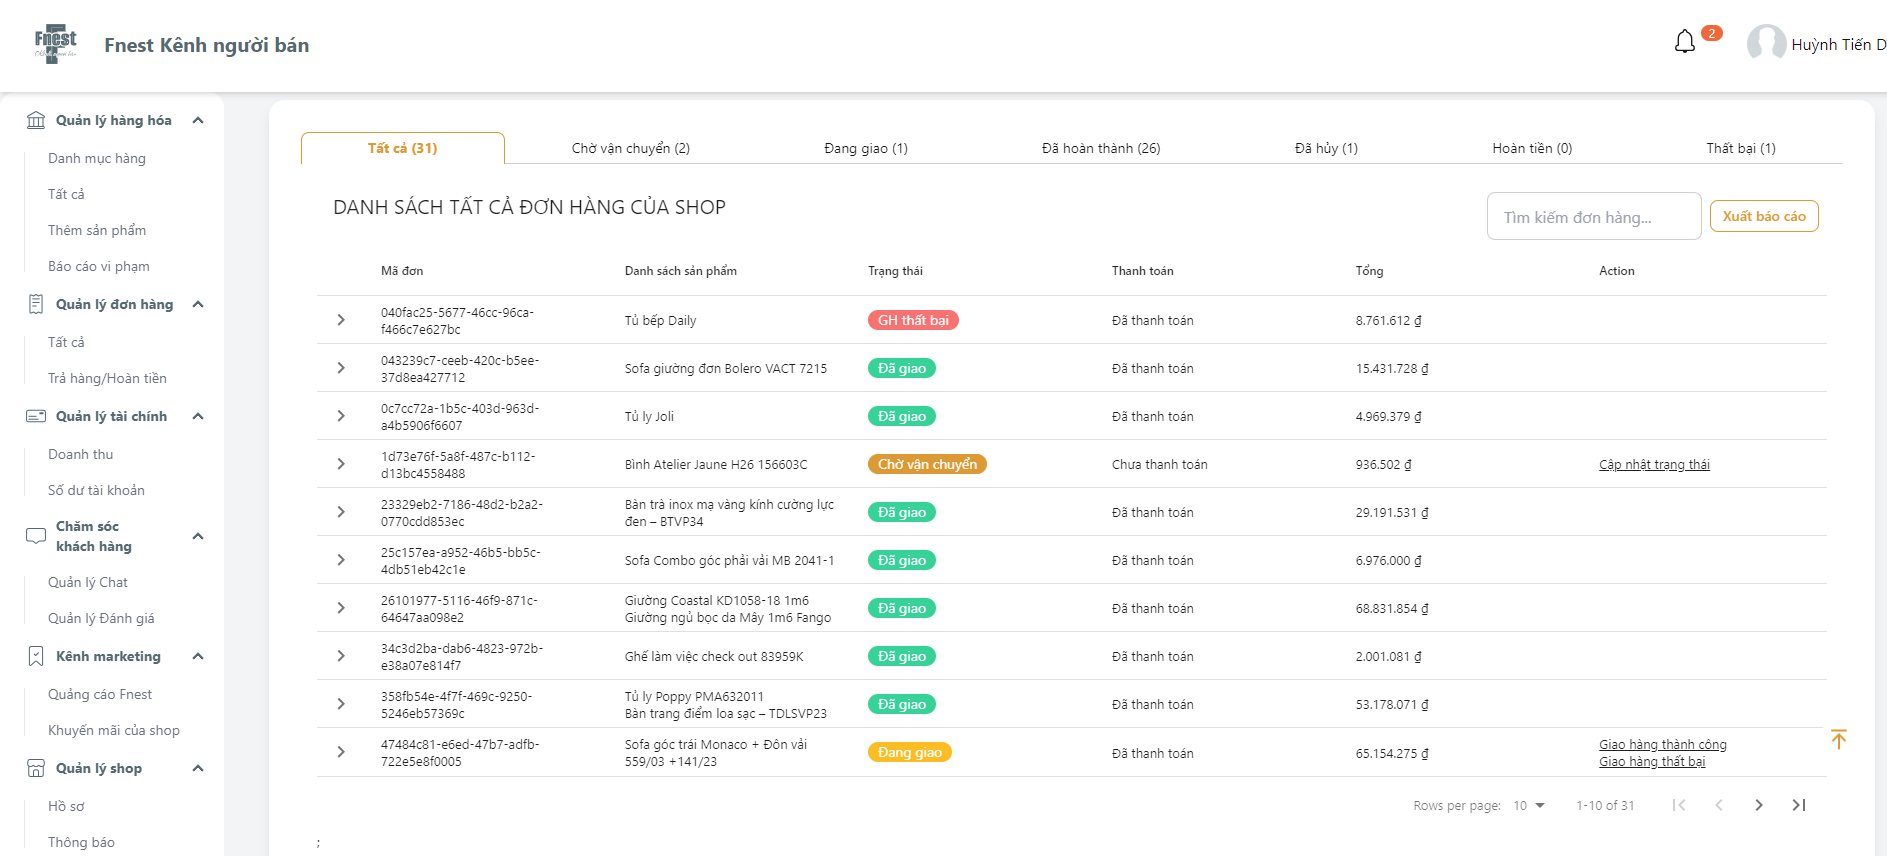 Fnest
Fnest Kênh người bán
2
Huỳnh Tiến D
Quản lý hàng hóa
Danh mục hàng
Tất cả
Thêm sản phẩm
Báo cáo vi phạm
Quản lý đơn hàng
Tất cả
Trả hàng/Hoàn tiền
Quản lý tài chính
Doanh thu
Số dư tài khoản
Chăm sóc
khách hàng
Quản lý Chat
Quản lý Đánh giá
Kênh marketing
Quảng cáo Fnest
Khuyến mãi của shop
Quản lý shop
Hồ sơ
Thông báo
Tất cả (31) Chờ vận chuyển (2) Đang giao (1) Đã hoàn thành (26) Đã hủy (1) Hoàn tiền (0) Thất bại (1)
DANH SÁCH TẤT CẢ ĐƠN HÀNG CỦA SHOP
Tìm kiếm đơn hàng...
Xuất báo cáo
Mã đơn Danh sách sản phẩm Trạng thái Thanh toán Tổng Action
040fac25-5677-46cc-96ca-
f466c7e627bc
Tủ bếp Daily
GH thất bại
Đã thanh toán
8.761.612 ₫
043239c7-ceeb-420c-b5ee-
37d8ea427712
Sofa giường đơn Bolero VACT 7215
Đã giao
Đã thanh toán
15.431.728 ₫
0c7cc72a-1b5c-403d-963d-
a4b5906f6607
Tủ ly Joli
Đã giao
Đã thanh toán
4.969.379 ₫
1d73e76f-5a8f-487c-b112-
d13bc4558488
Bình Atelier Jaune H26 156603C
Chờ vận chuyển
Chưa thanh toán
936.502 ₫
Cập nhật trạng thái
23329eb2-7186-48d2-b2a2-
0770cdd853ec
Bàn trà inox mạ vàng kính cường lực
đen – BTVP34
Đã giao
Đã thanh toán
29.191.531 ₫
25c157ea-a952-46b5-bb5c-
4db51eb42c1e
Sofa Combo góc phải vải MB 2041-1
Đã giao
Đã thanh toán
6.976.000 ₫
26101977-5116-46f9-871c-
64647aa098e2
Giường Coastal KD1058-18 1m6
Giường ngủ bọc da Mây 1m6 Fango
Đã giao
Đã thanh toán
68.831.854 ₫
34c3d2ba-dab6-4823-972b-
e38a07e814f7
Ghế làm việc check out 83959K
Đã giao
Đã thanh toán
2.001.081 ₫
358fb54e-4f7f-469c-9250-
5246eb57369c
Tủ ly Poppy PMA632011
Bàn trang điểm loa sạc – TDLSVP23
Đã giao
Đã thanh toán
53.178.071 ₫
47484c81-e6ed-47b7-adfb-
722e5e8f0005
Sofa góc trái Monaco + Đôn vải
559/03 +141/23
Đang giao
Đã thanh toán
65.154.275 ₫
Giao hàng thành công
Giao hàng thất bại
Rows per page: 10 1-10 of 31
;